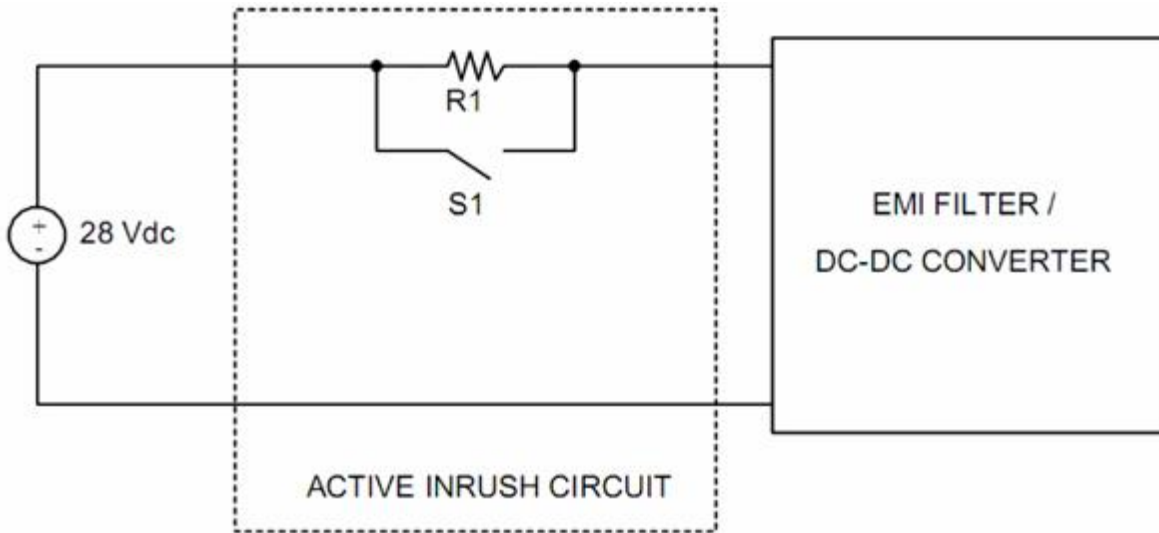 R1
S1
+
-
28 Vdc
EMI FILTER /
DC-DC CONVERTER
ACTIVE INRUSH CIRCUIT